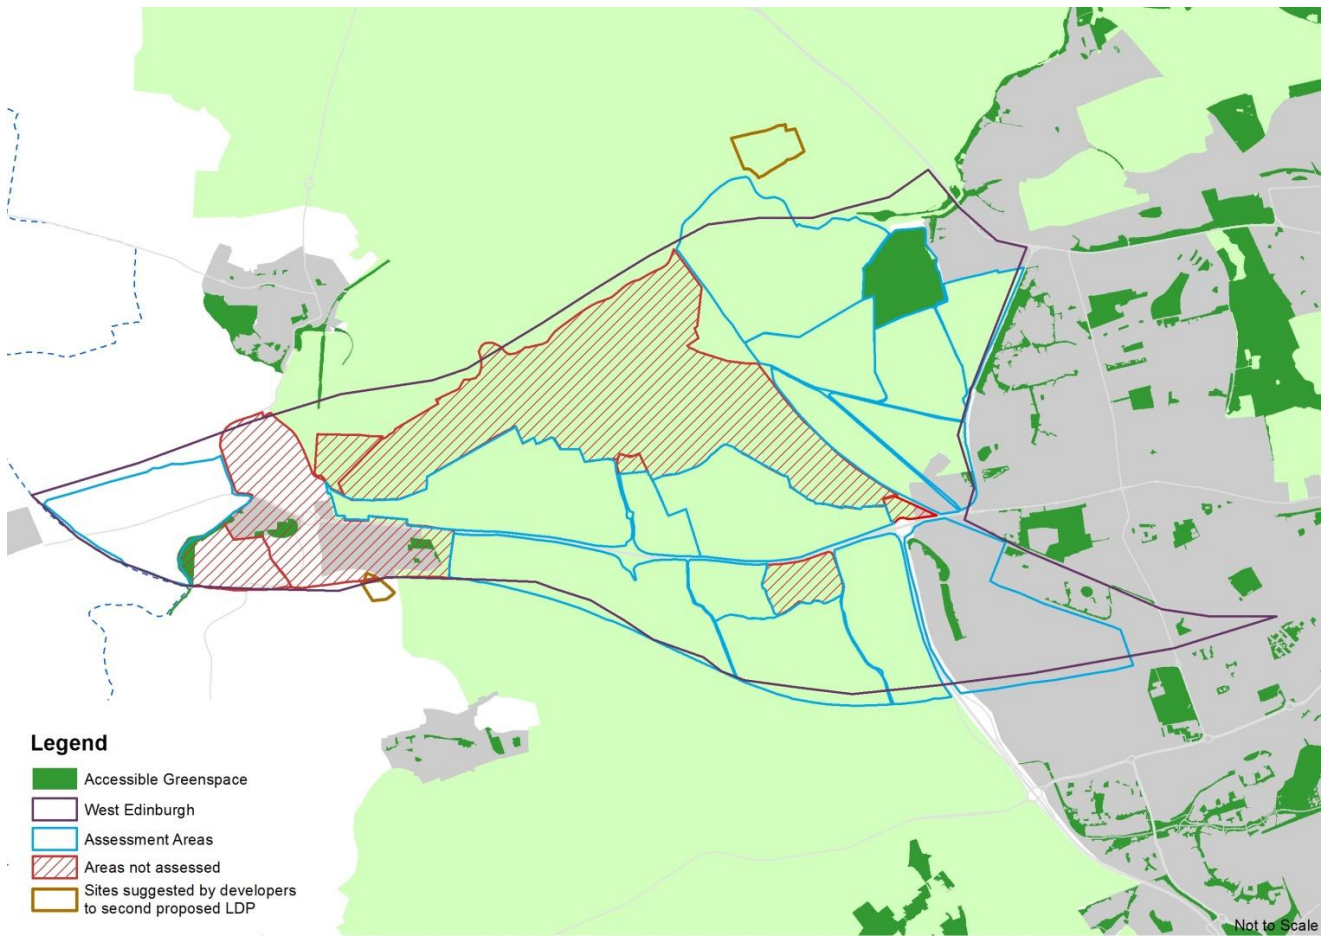 Legend
Accessible Greenspace
West Edinburgh
Assessment Areas
Areas not assessed
Sites suggested by developers
to second proposed LDP
Not to Scale